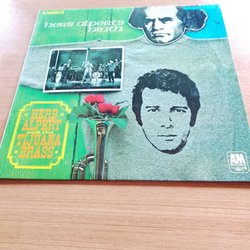 HERB ALPERT'S
NINTH
HERB
ALPERT
TIJUANA
BRASS
A&M